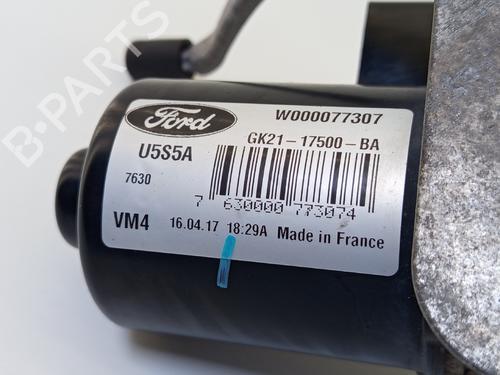 Ford
W000077307
GK21-17500-BA
U5S5A
7630
7 630000 773074
VM4 16.04.17 18:29A Made in France
B-PARTS